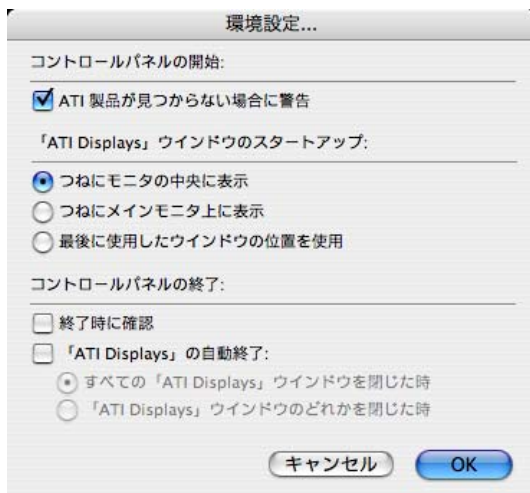 環境設定...
コントロールパネルの開始:
ATI 製品が見つからない場合に警告
「ATI Displays」ウインドウのスタートアップ:
つねにモニタの中央に表示
つねにメインモニタ上に表示
最後に使用したウインドウの位置を使用
コントロールパネルの終了:
終了時に確認
「ATI Displays」の自動終了:
すべての「ATI Displays」ウインドウを閉じた時
「ATI Displays」ウインドウのどれかを閉じた時
キャンセル OK